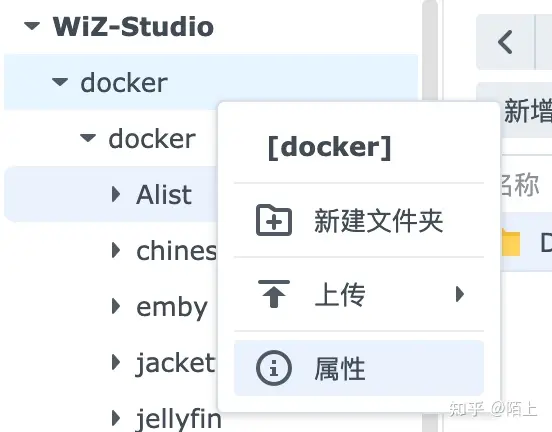 WiZ-Studio
docker
docker
Alist
chines
emby
jacket
jellyfin
[docker]
新建文件夹
上传
属性
新增
名称
D
知乎 @陌上